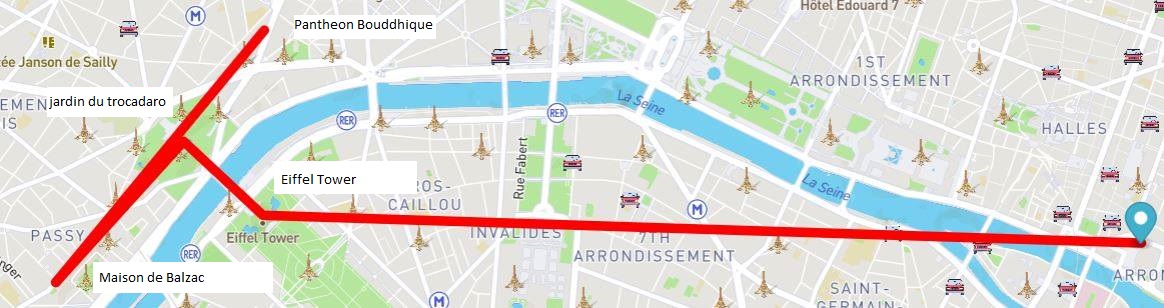 Hôtel Edouard 7
Pantheon Bouddhique
M
ée Janson de Sailly
1ST
ARRONDISSEMENT
jardin du trocadaro
La Seine
EMEN
IS
RER
RER
HALLES
Rue Fabert
Eiffel Tower
ROS-
CAILLOU
La Seine
M
PASSY
Eiffel Tower
INVALIDES
7TH
ARRONDISSEMENT
RER
Maison de Balzac
ARRON
SAINT-
GERMAIN-
M